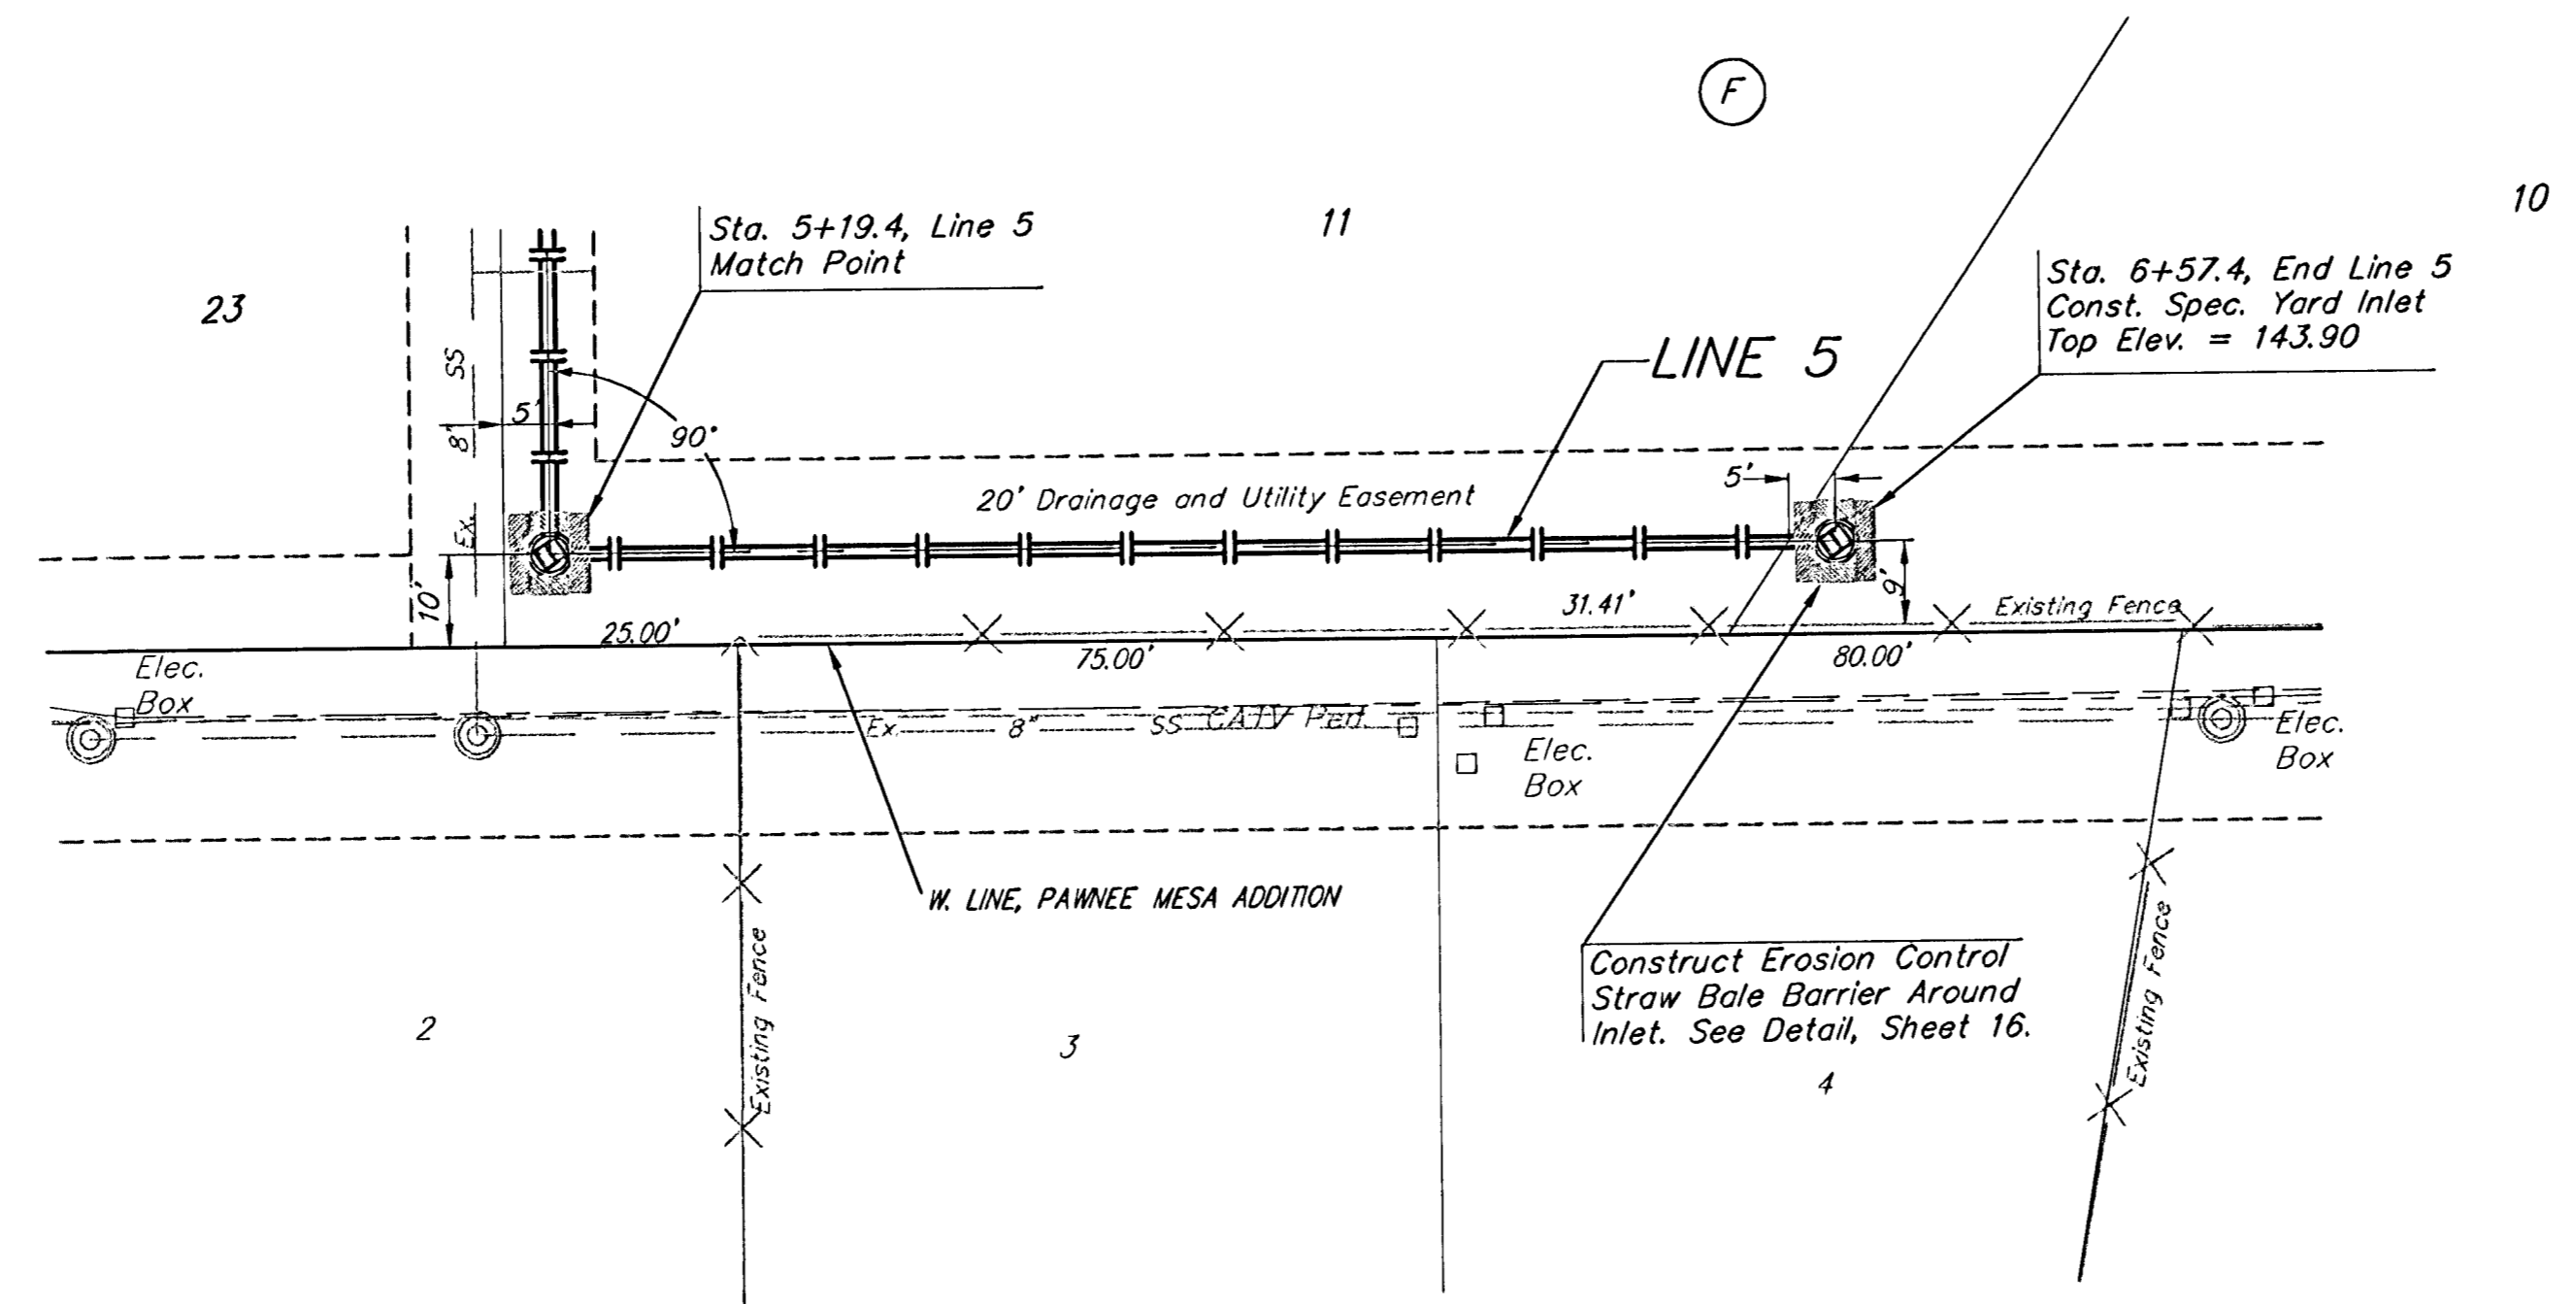 F
10
11
Sta. 5+19.4, Line 5
Match Point
Sta. 6+57.4, End Line 5
Const. Spec. Yard Inlet
Top Elev. = 143.90
23
LINE 5
Ex. 8" SS
5'
90°
5'
20' Drainage and Utility Easement
10'
9'
25.00'
31.41'
Existing Fence
75.00'
80.00'
Elec.
Box
Ex. 8" SS CATV Ped.
Elec.
Box
Elec.
Box
W. LINE, PAWNEE MESA ADDITION
Existing Fence
Existing Fence
Construct Erosion Control
Straw Bale Barrier Around
Inlet. See Detail, Sheet 16.
2
3
4